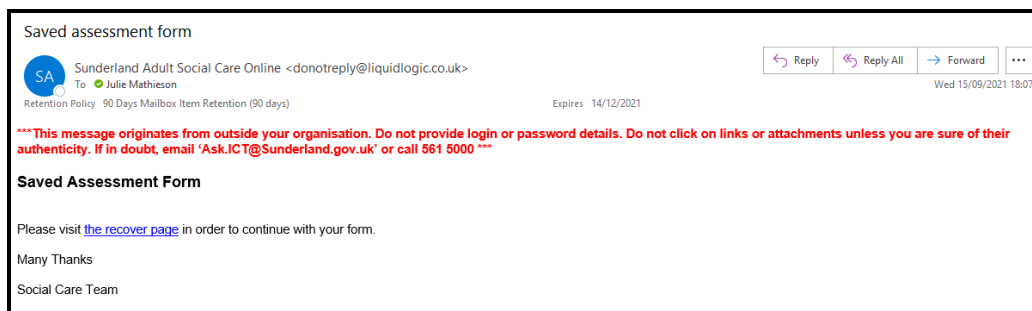 Saved assessment form
SA
Sunderland Adult Social Care Online <donotreply@liquidlogic.co.uk>
Reply
Reply All
Forward
To Julie Mathieson
Wed 15/09/2021 18:07
Retention Policy 90 Days Mailbox Item Retention (90 days)
Expires 14/12/2021
***This message originates from outside your organisation. Do not provide login or password details. Do not click on links or attachments unless you are sure of their
authenticity. If in doubt, email ‘Ask.ICT@Sunderland.gov.uk’ or call 561 5000 ***
Saved Assessment Form
Please visit the recover page in order to continue with your form.
Many Thanks
Social Care Team